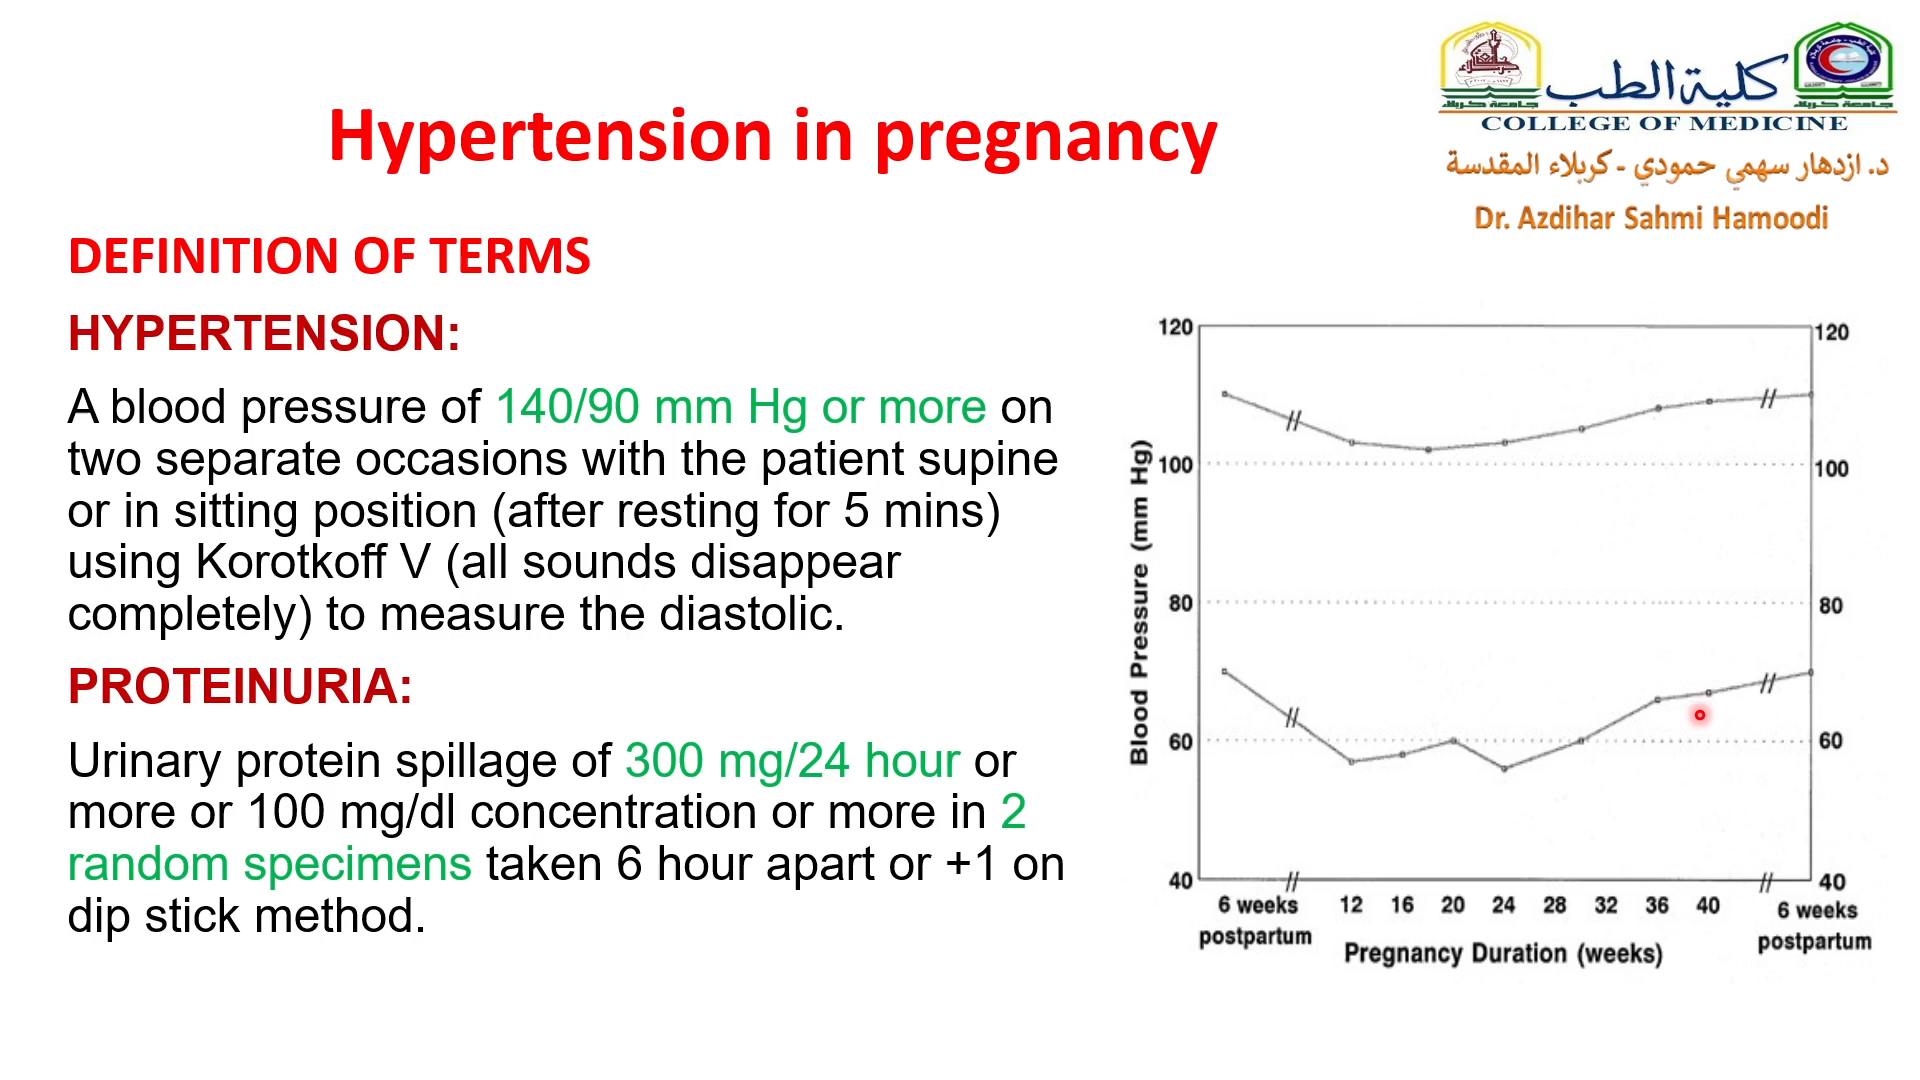 كلية الطب
COLLEGE OF MEDICINE
جامعة كربلاء
د. ازدهار سهمي حمودي - كربلاء المقدسة
Dr. Azdihar Sahmi Hamoodi
Hypertension in pregnancy
DEFINITION OF TERMS
HYPERTENSION:
A blood pressure of 140/90 mm Hg or more on
two separate occasions with the patient supine
or in sitting position (after resting for 5 mins)
using Korotkoff V (all sounds disappear
completely) to measure the diastolic.
PROTEINURIA:
Urinary protein spillage of 300 mg/24 hour or
more or 100 mg/dl concentration or more in 2
random specimens taken 6 hour apart or +1 on
dip stick method.
Blood Pressure (mm Hg)
120 120
100 100
80 80
60 60
40 40
6 weeks 12 16 20 24 28 32 36 40 6 weeks
postpartum postpartum
Pregnancy Duration (weeks)